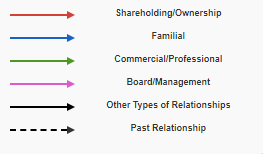 Shareholding/Ownership
Familial
Commercial/Professional
Board/Management
Other Types of Relationships
Past Relationship